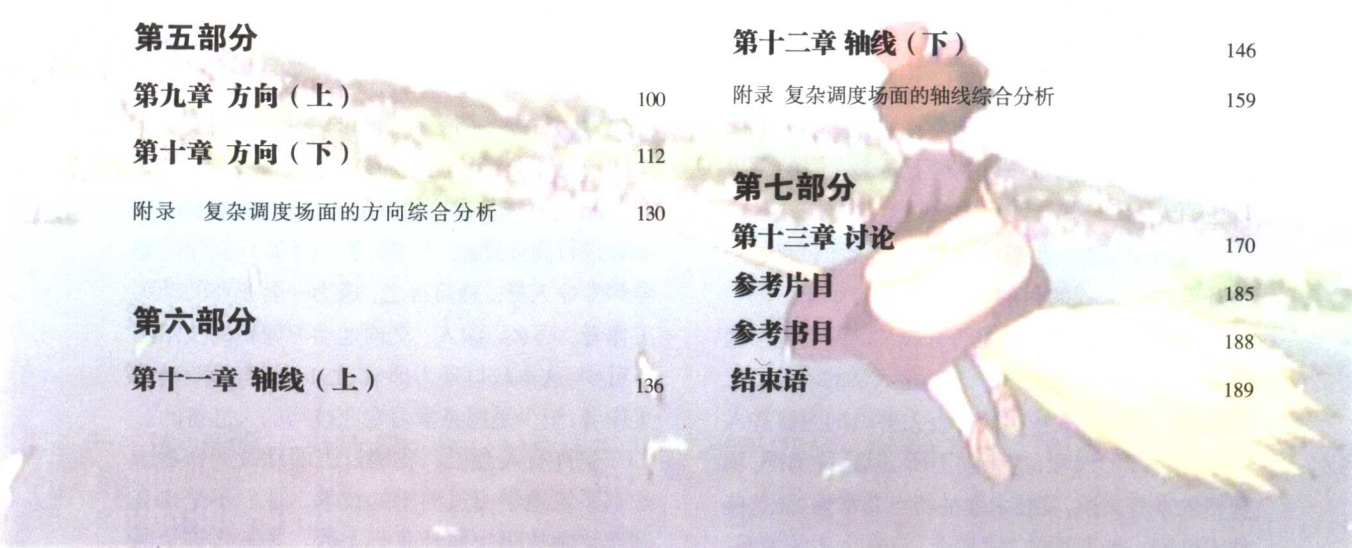 第五部分
第九章 方向（上） 100
第十章 方向（下） 112
附录 复杂调度场面的方向综合分析 130
第六部分
第十一章 轴线（上） 136
第十二章 轴线（下） 146
附录 复杂调度场面的轴线综合分析 159
第七部分
第十三章 讨论 170
参考片目 185
参考书目 188
结束语 189